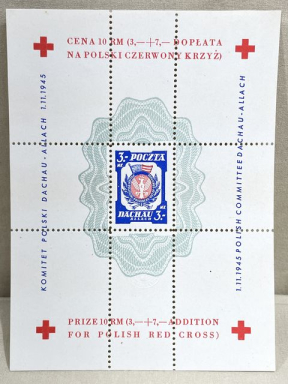 CENA 10 RM (3,—+7,— DOPŁATA
NA POLSKI CZERWONY KRZYŻ)
KOMITET POLSKI DACHAU - ALLACH 1.11.1945
3.- POCZTA
DACHAU
ALLACH 3.-
1.11.1945 POLISH COMMITTEE DACHAU-ALLACH
PRIZE 10 RM (3,—+7,—ADDITION
FOR POLISH RED CROSS)